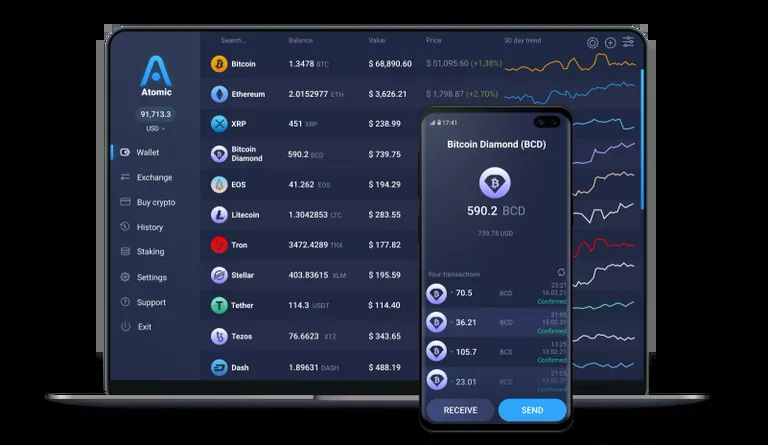 Search...
Balance
Value
Price
30 day trend
Atomic
91,713.3
USD
Wallet
Exchange
Buy crypto
History
Staking
Settings
Support
Exit
Bitcoin 1.3478 BTC $ 68,890.60 $ 51,095.60 (+1,38%)
Ethereum 2.0152977 ETH $ 3,626.21 $ 1,798.87 (+2.70%)
XRP 451 XRP $ 238.99
Bitcoin
Diamond 590.2 BCD $ 739.75
EOS 41.262 EOS $ 194.29
Litecoin 1.3042853 LTC $ 283.55
Tron 3472.4289 TRX $ 177.82
Stellar 403.83615 XLM $ 195.59
Tether 114.3 USDT $ 114.40
Tezos 76.6623 XTZ $ 343.65
Dash 1.89631 DASH $ 488.19
17:41
Bitcoin Diamond (BCD)
590.2 BCD
739.75 USD
Your transactions
23:21
+ 70.5 BCD 16.02.21
Confirmed
21:05
+ 36.21 BCD 15.02.21
Confirmed
13:25
+ 105.7 BCD 13.02.21
Confirmed
21:05
+ 23.01 BCD
Confirmed
RECEIVE
SEND